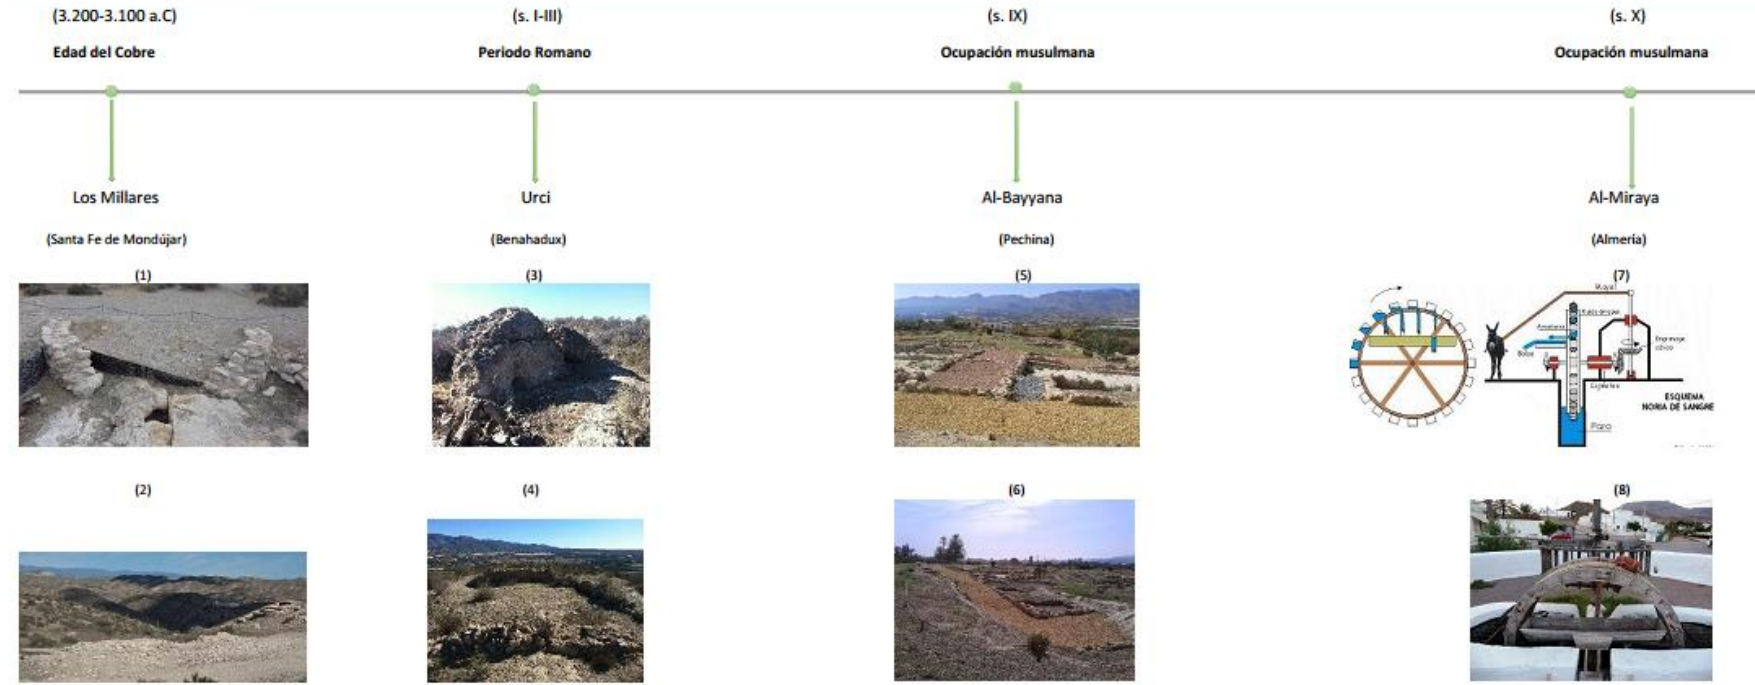 (3.200-3.100 a.C)
Edad del Cobre
Los Millares
(Santa Fe de Mondújar)
(1)
(2)
(s. I-III)
Periodo Romano
Urci
(Benahadux)
(3)
(4)
(s. IX)
Ocupación musulmana
Al-Bayyana
(Pechina)
(5)
(6)
(s. X)
Ocupación musulmana
Al-Miraya
(Almería)
(7)
Engranaje
ESQUEMA
NORIA DE SANGRE
Pozo
(8)